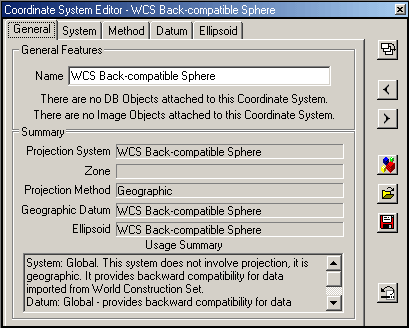 Coordinate System Editor - WCS Back-compatible Sphere
General System Method Datum Ellipsoid
General Features
Name WCS Back-compatible Sphere
There are no DB Objects attached to this Coordinate System.
There are no Image Objects attached to this Coordinate System.
Summary
Projection System WCS Back-compatible Sphere
Zone
Projection Method Geographic
Geographic Datum WCS Back-compatible Sphere
Ellipsoid WCS Back-compatible Sphere
Usage Summary
System: Global. This system does not involve projection, it is
geographic. It provides backward compatibility for data
imported from World Construction Set.
Datum: Global - provides backward compatibility for data